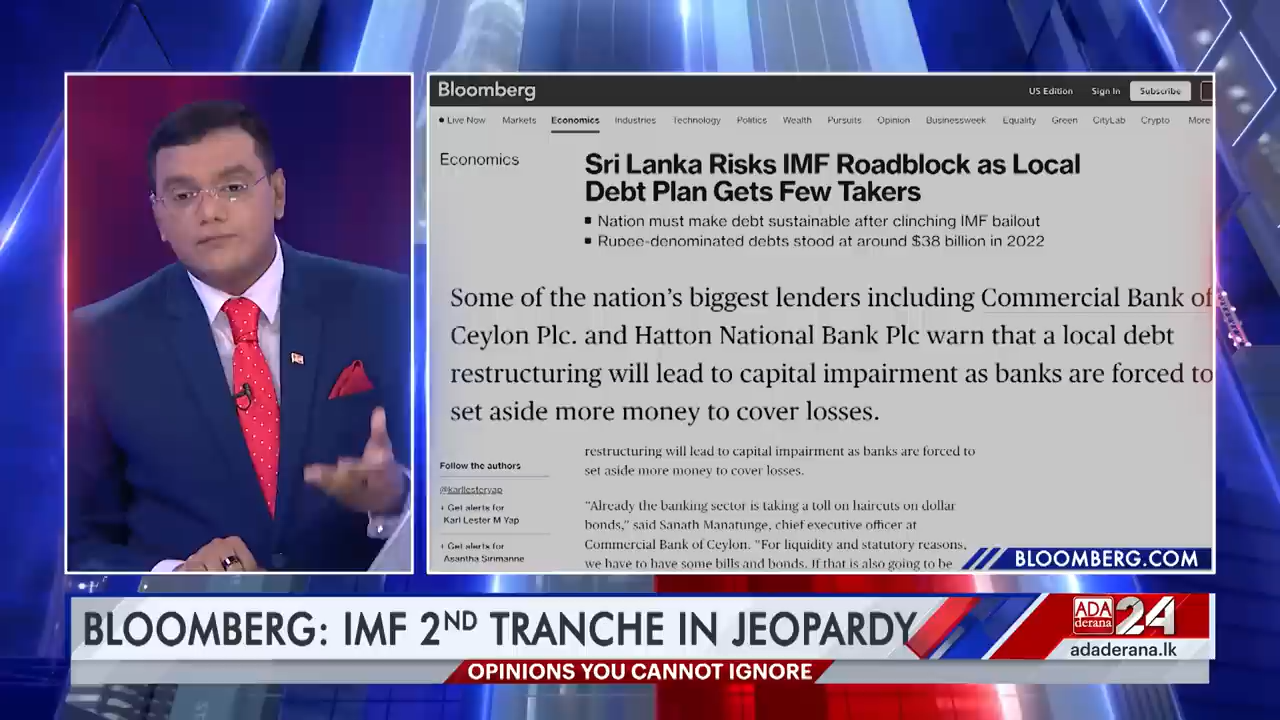 Bloomberg
US Edition Sign In Subscribe
Live Now Markets Economics Industries Technology Politics Wealth Pursuits Opinion Businessweek Equality Green CityLab Crypto More
Economics
Sri Lanka Risks IMF Roadblock as Local
Debt Plan Gets Few Takers
Nation must make debt sustainable after clinching IMF bailout
Rupee-denominated debts stood at around $38 billion in 2022
Some of the nation's biggest lenders including Commercial Bank of
Ceylon Plc. and Hatton National Bank Plc warn that a local debt
restructuring will lead to capital impairment as banks are forced to
set aside more money to cover losses.
restructuring will lead to capital impairment as banks are forced to
set aside more money to cover losses.
Follow the authors
@karllesteryap
+ Get alerts for
Karl Lester M Yap
+ Get alerts for
Asantha Sirimanne
"Already the banking sector is taking a toll on haircuts on dollar
bonds," said Sanath Manatunge, chief executive officer at
Commercial Bank of Ceylon. "For liquidity and statutory reasons,
we have to have some bills and bonds. If that is also going to be
BLOOMBERG.COM
BLOOMBERG: IMF 2ND TRANCHE IN JEOPARDY
ADA
derana 24
adaderana.lk
OPINIONS YOU CANNOT IGNORE